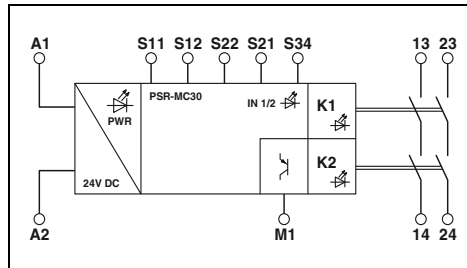 A1 S11 S12 S22 S21 S34 13 23
PSR-MC30 IN 1/2 K1
PWR
K2
24V DC
A2 M1 14 24